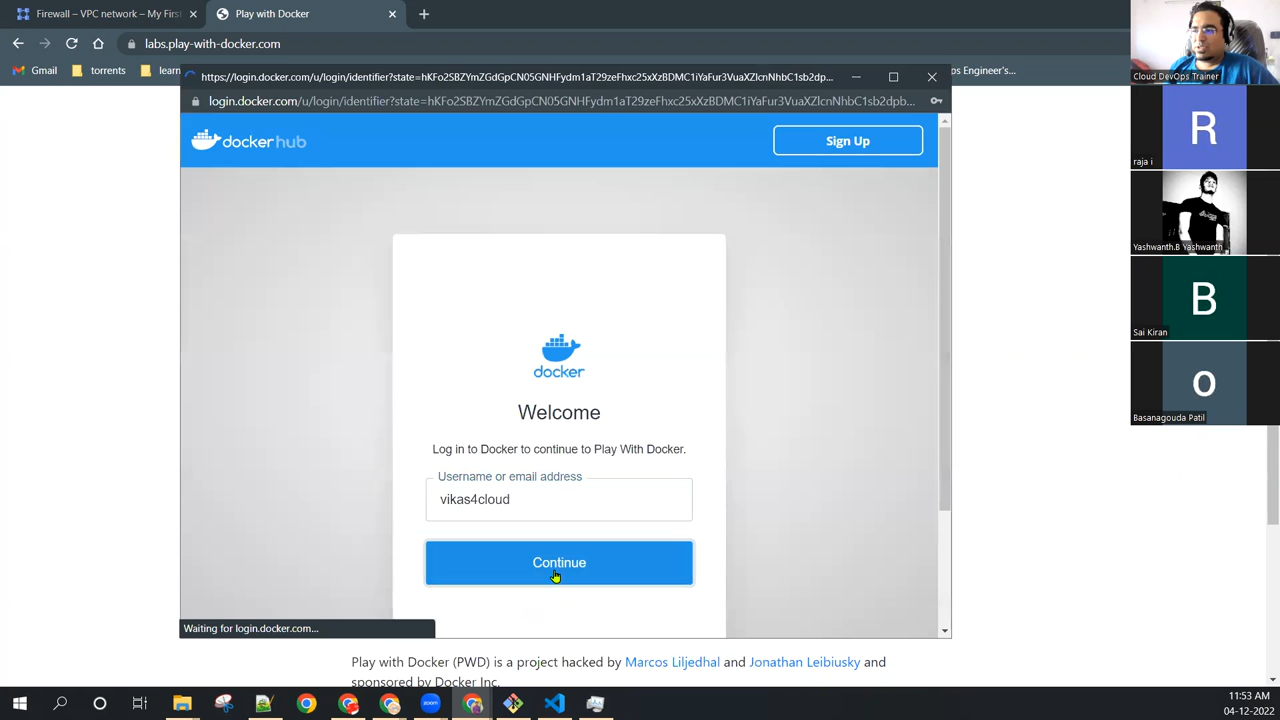 Firewall – VPC network – My First
Play with Docker
labs.play-with-docker.com
Gmail
torrents
learn
ps Engineer's...
https://login.docker.com/u/login/identifier?state=hKFo2SBZYmZGdGpCN05GNHFydm1aT29zeFhxc25xXzBDMC1iYaFur3VuaXZlcnNhbC1sb2dpb...
login.docker.com/u/login/identifier?state=hKFo2SBZYmZGdGpCN05GNHFydm1aT29zeFhxc25xXzBDMC1iYaFur3VuaXZlcnNhbC1sb2dpb...
docker hub
Sign Up
docker
Welcome
Log in to Docker to continue to Play With Docker.
Username or email address
vikas4cloud
Continue
Waiting for login.docker.com...
Play with Docker (PWD) is a project hacked by Marcos Liljedhal and Jonathan Leibiusky and
sponsored by Docker Inc.
Cloud DevOps Trainer
R
raja i
Yashwanth.B Yashwanth
B
Sai Kiran
o
Basanagouda Patil
zoom
11:53 AM
04-12-2022